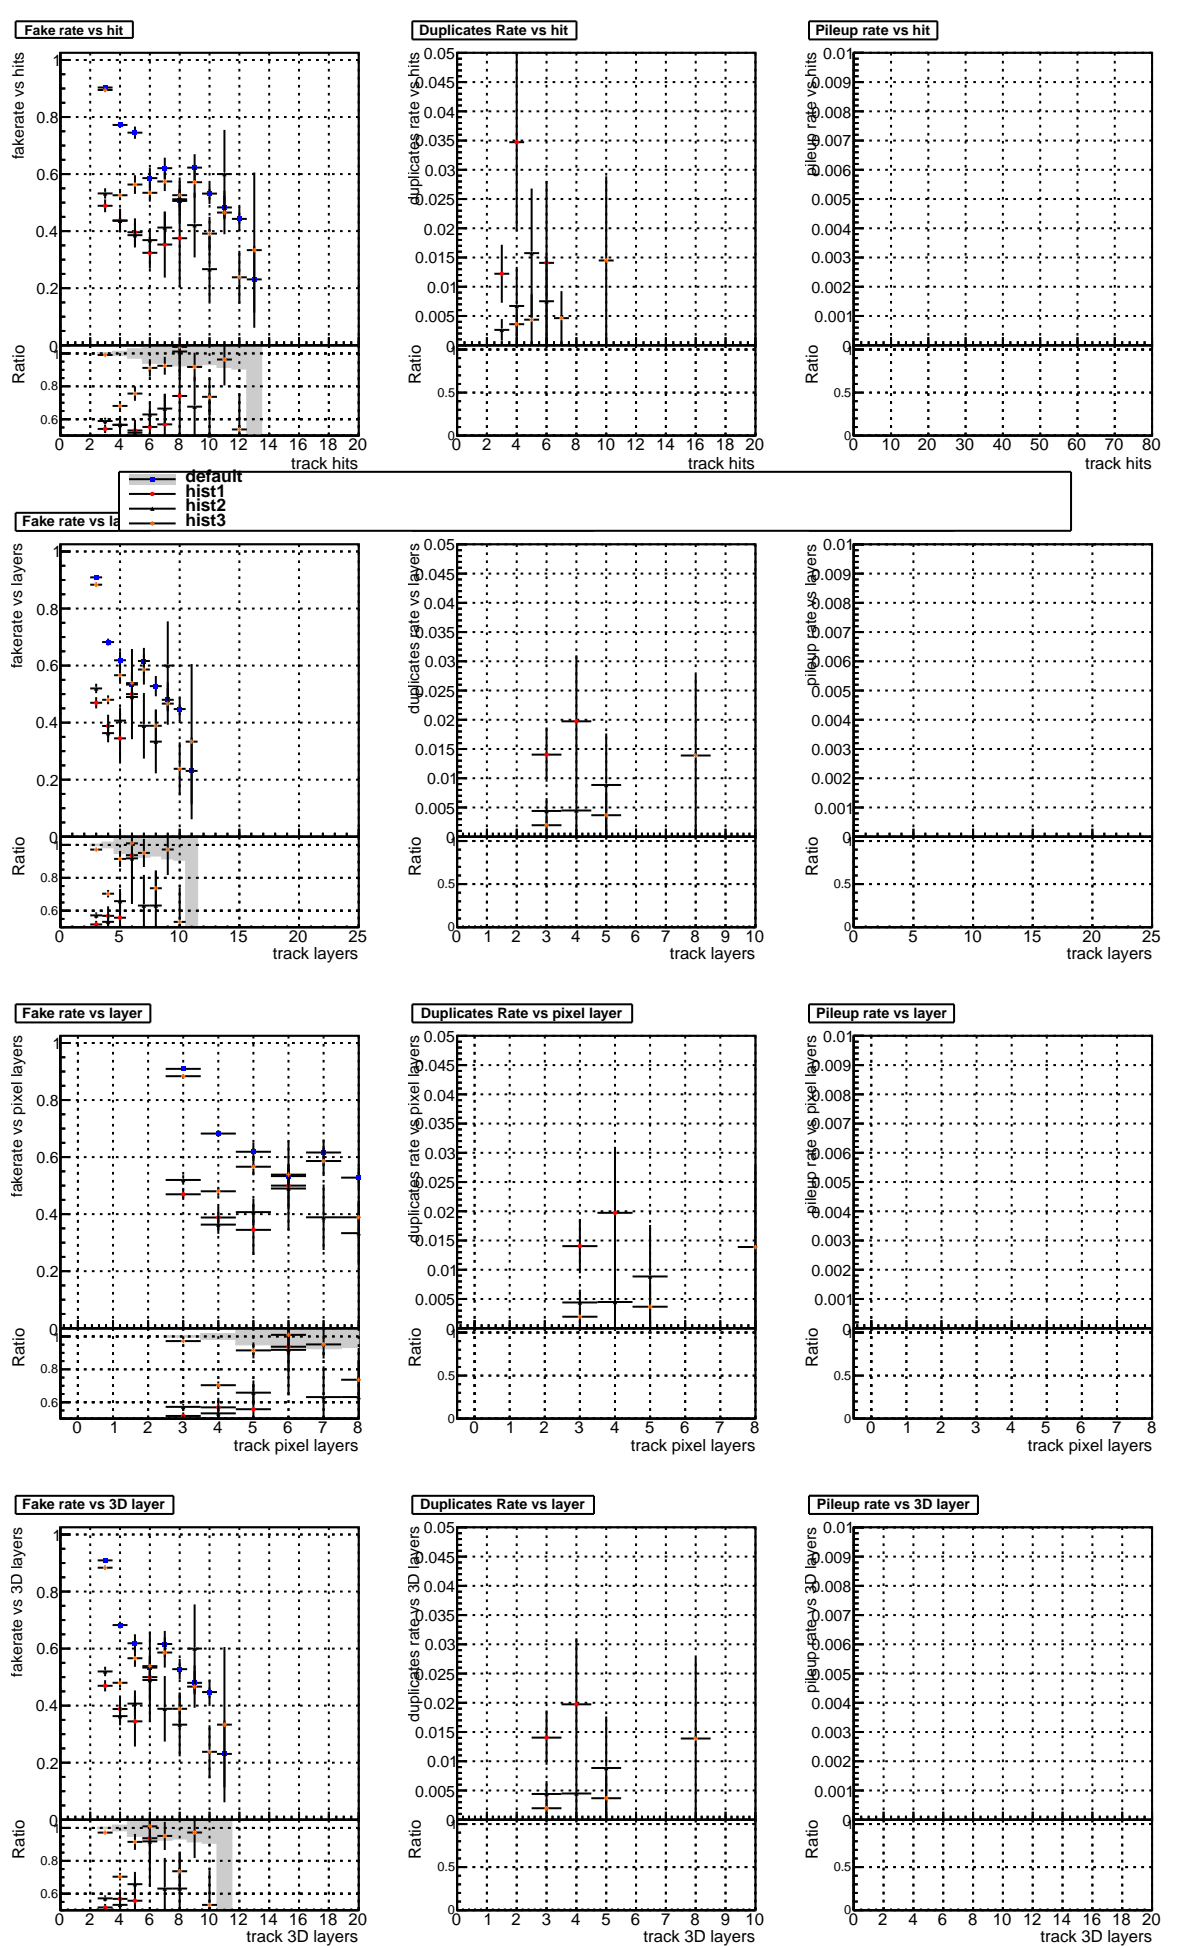 Fake rate vs hit
fakerate vs hits
1
0.8
0.6
0.4
0.2
0
Ratio
1
0.8
0.6
0 2 4 6 8 10 12 14 16 18 20
track hits
Duplicates Rate vs hit
duplicates rate vs hits
0.05
0.045
0.04
0.035
0.03
0.025
0.02
0.015
0.01
0.005
0
Ratio
1
0.5
0
2 4 6 8 10 12 14 16 18 20
track hits
Pileup rate vs hit
pileup rate vs hits
0.01
0.009
0.008
0.007
0.006
0.005
0.004
0.003
0.002
0.001
0
Ratio
1
0.5
0
10 20 30 40 50 60 70 80
track hits
default
hist1
hist2
hist3
Fake rate vs la
fakerate vs layers
1
0.8
0.6
0.4
0.2
0
Ratio
1
0.8
0.6
0 5 10 15 20 25
track layers
duplicates rate vs layers
0.05
0.045
0.04
0.035
0.03
0.025
0.02
0.015
0.01
0.005
0
Ratio
1
0.5
0
0 1 2 3 4 5 6 7 8 9 10
track layers
pileup rate vs layers
0.01
0.009
0.008
0.007
0.006
0.005
0.004
0.003
0.002
0.001
0
Ratio
1
0.5
0
0 5 10 15 20 25
track layers
Fake rate vs layer
fakerate vs pixel layers
1
0.8
0.6
0.4
0.2
0
Ratio
1
0.8
0.6
0 1 2 3 4 5 6 7 8
track pixel layers
Duplicates Rate vs pixel layer
duplicates rate vs pixel layers
0.05
0.045
0.04
0.035
0.03
0.025
0.02
0.015
0.01
0.005
0
Ratio
1
0.5
0
0 1 2 3 4 5 6 7 8
track pixel layers
Pileup rate vs layer
pileup rate vs pixel layers
0.01
0.009
0.008
0.007
0.006
0.005
0.004
0.003
0.002
0.001
0
Ratio
1
0.5
0
0 1 2 3 4 5 6 7 8
track pixel layers
Fake rate vs 3D layer
fakerate vs 3D layers
1
0.8
0.6
0.4
0.2
0
Ratio
1
0.8
0.6
0 2 4 6 8 10 12 14 16 18 20
track 3D layers
Duplicates Rate vs layer
duplicates rate vs 3D layers
0.05
0.045
0.04
0.035
0.03
0.025
0.02
0.015
0.01
0.005
0
Ratio
1
0.5
0
0 1 2 3 4 5 6 7 8 9 10
track 3D layers
Pileup rate vs 3D layer
pileup rate vs 3D layers
0.01
0.009
0.008
0.007
0.006
0.005
0.004
0.003
0.002
0.001
0
Ratio
1
0.5
0
0 2 4 6 8 10 12 14 16 18 20
track 3D layers